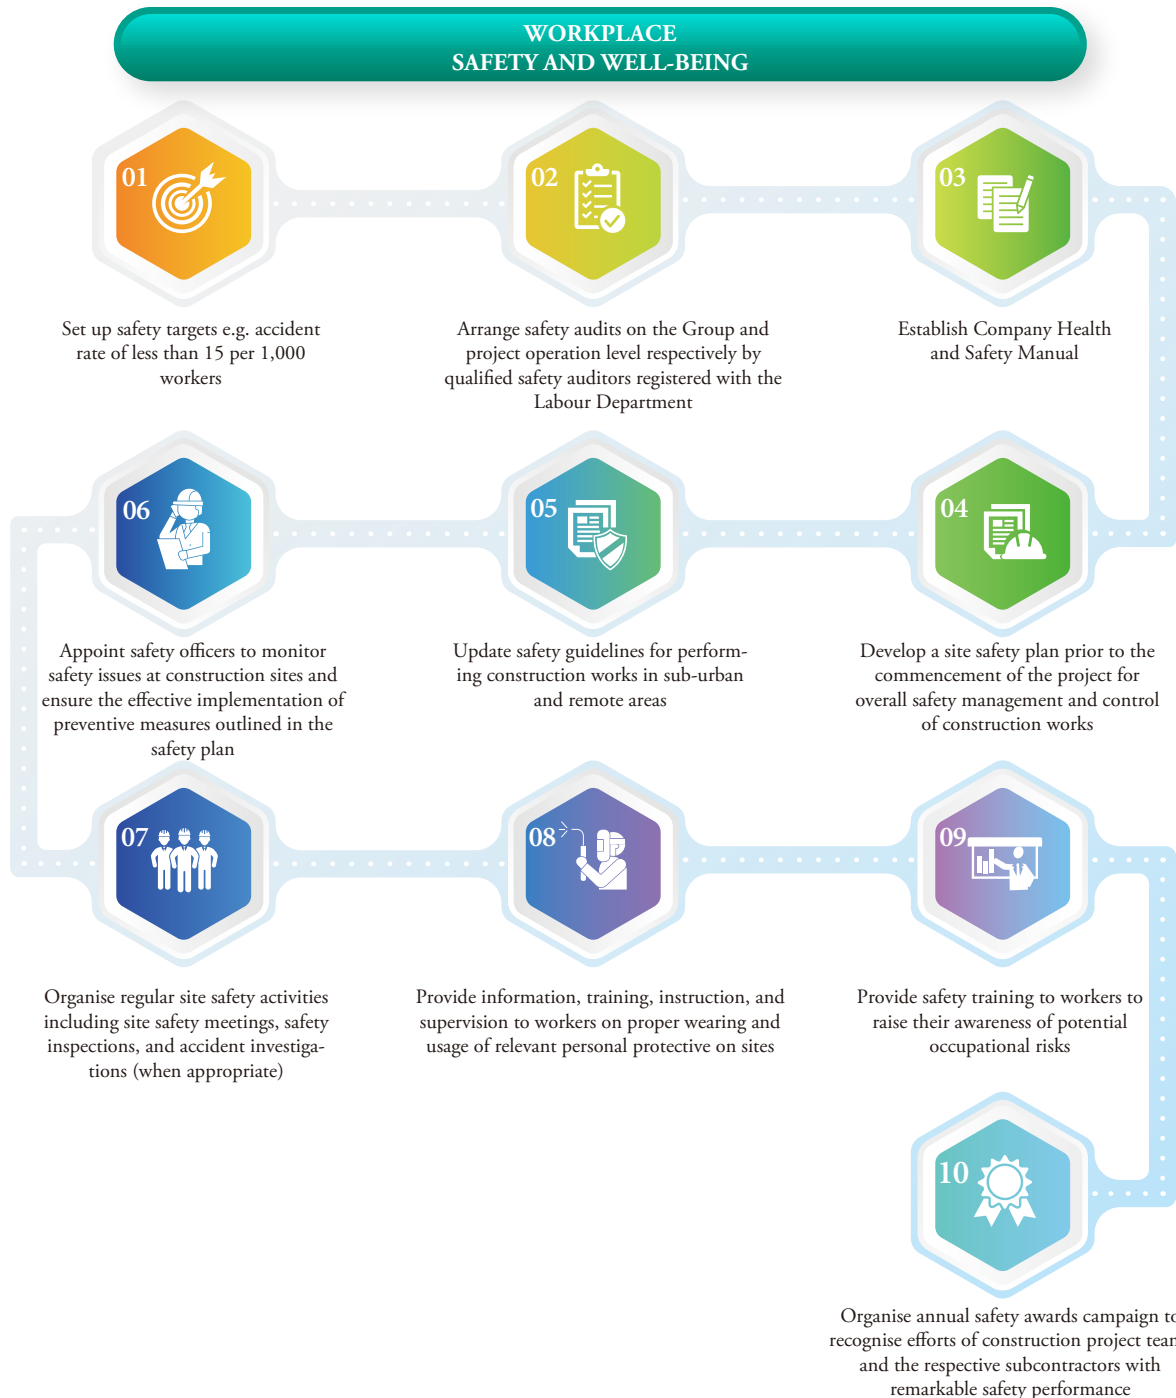 WORKPLACE
SAFETY AND WELL-BEING
01
Set up safety targets e.g. accident
rate of less than 15 per 1,000
workers
02
Arrange safety audits on the Group and
project operation level respectively by
qualified safety auditors registered with the
Labour Department
03
Establish Company Health
and Safety Manual
04
Develop a site safety plan prior to the
commencement of the project for
overall safety management and control
of construction works
05
Update safety guidelines for perform-
ing construction works in sub-urban
and remote areas
06
Appoint safety officers to monitor
safety issues at construction sites and
ensure the effective implementation of
preventive measures outlined in the
safety plan
07
Organise regular site safety activities
including site safety meetings, safety
inspections, and accident investiga-
tions (when appropriate)
08
Provide information, training, instruction, and
supervision to workers on proper wearing and
usage of relevant personal protective on sites
09
Provide safety training to workers to
raise their awareness of potential
occupational risks
10
Organise annual safety awards campaign to
recognise efforts of construction project team
and the respective subcontractors with
remarkable safety performance